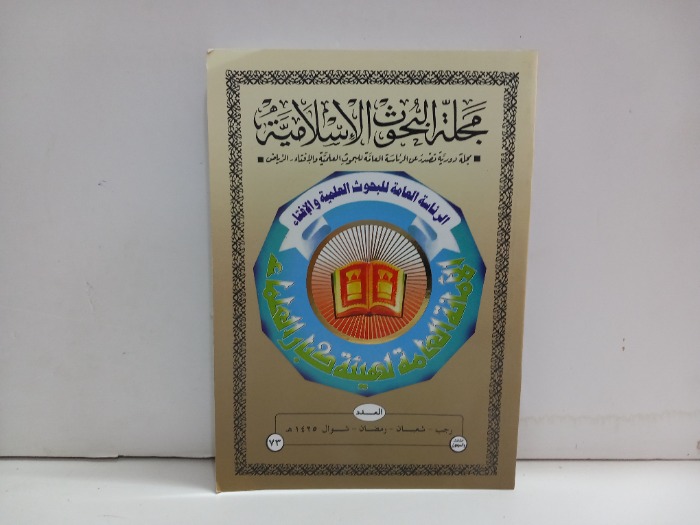 مجلة البحوث الإسلامية
مجلة دورية تصدر عن الرئاسة العامة للبحوث العلمية والإفتاء - الرياض
الرئاسة العامة للبحوث العلمية والإفتاء
الأمانة العامة لهيئة كبار العلماء
العدد
رجب - شعبان - رمضان - شوال ١٤٢٥هـ
٧٣